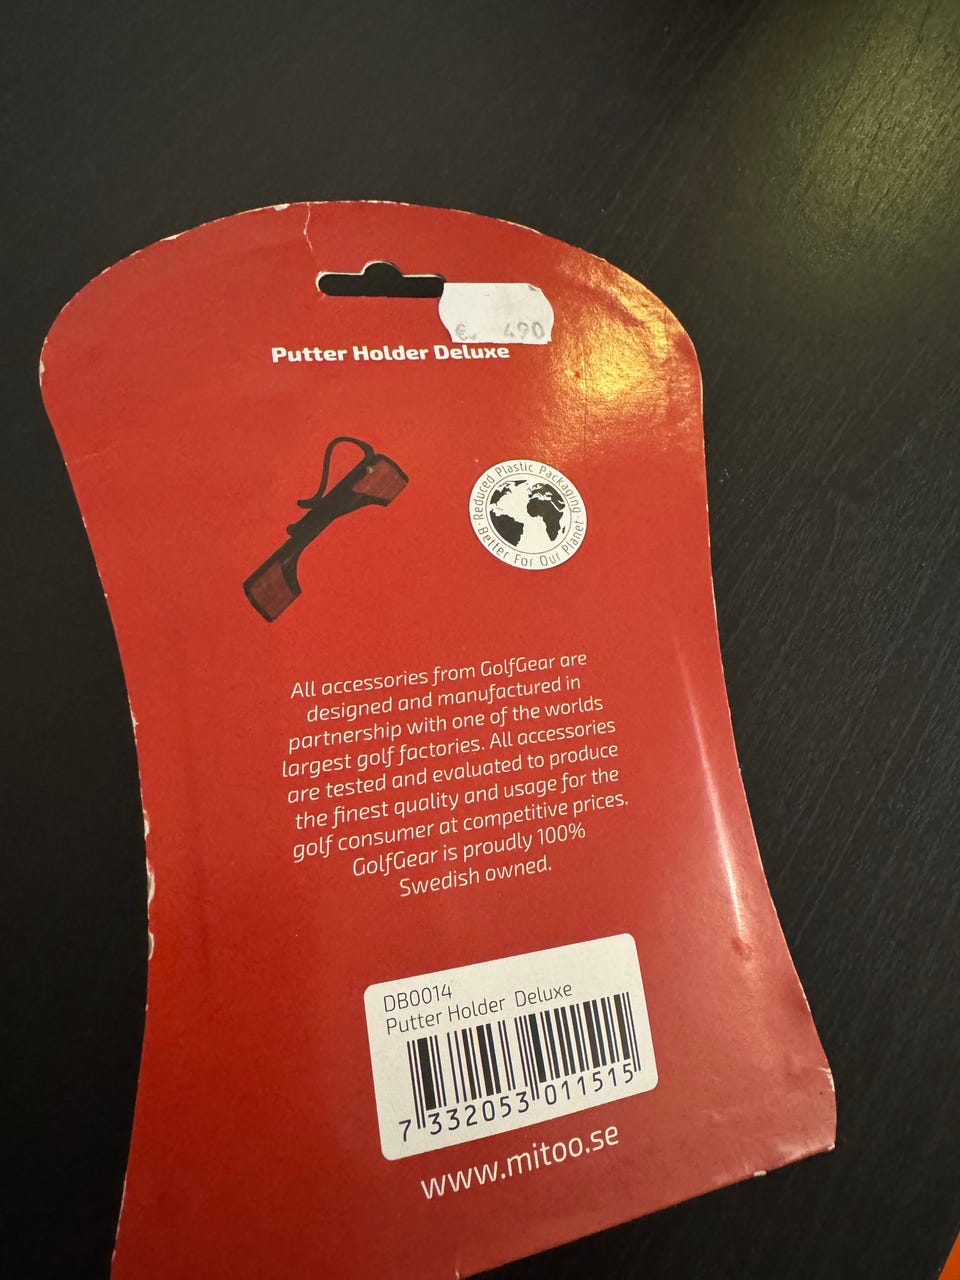 € 490
Putter Holder Deluxe
· Reduced Plastic Packaging ·
Better For Our Planet
All accessories from GolfGear are
designed and manufactured in
partnership with one of the worlds
largest golf factories. All accessories
are tested and evaluated to produce
the finest quality and usage for the
golf consumer at competitive prices.
GolfGear is proudly 100%
Swedish owned.
DB0014
Putter Holder Deluxe
7 332053 011515
www.mitoo.se